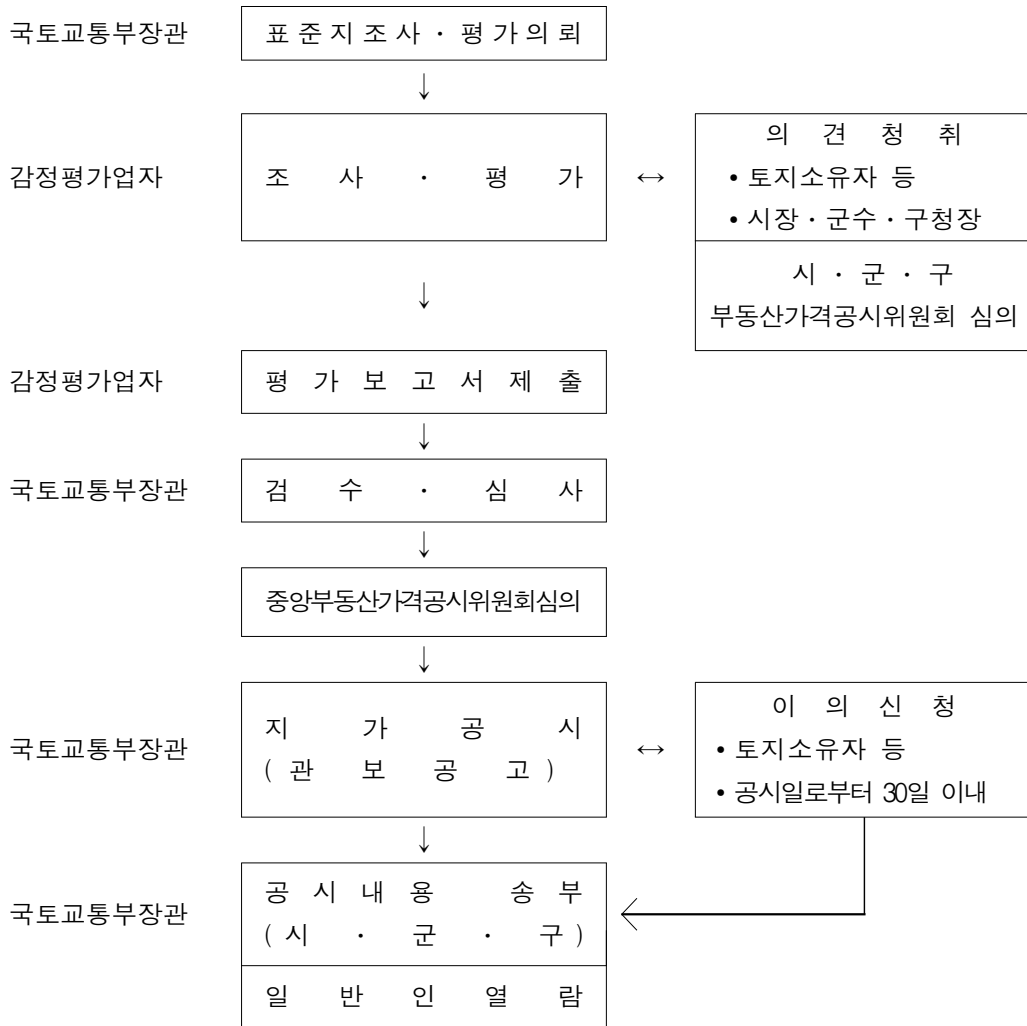 국토교통부장관
표준지조사·평가의뢰
↓
감정평가업자
조 사 · 평 가
↔
의 견 청 취
• 토지소유자 등
• 시장·군수·구청장
시 · 군 · 구
부동산가격공시위원회 심의
↓
감정평가업자
평 가 보 고 서 제 출
↓
국토교통부장관
검 수 · 심 사
↓
중앙부동산가격공시위원회심의
↓
국토교통부장관
지 가 공 시
( 관 보 공 고 )
↔
이 의 신 청
• 토지소유자 등
• 공시일로부터 30일 이내
↓
국토교통부장관
공 시 내 용 송 부
( 시 · 군 · 구 )
일 반 인 열 람